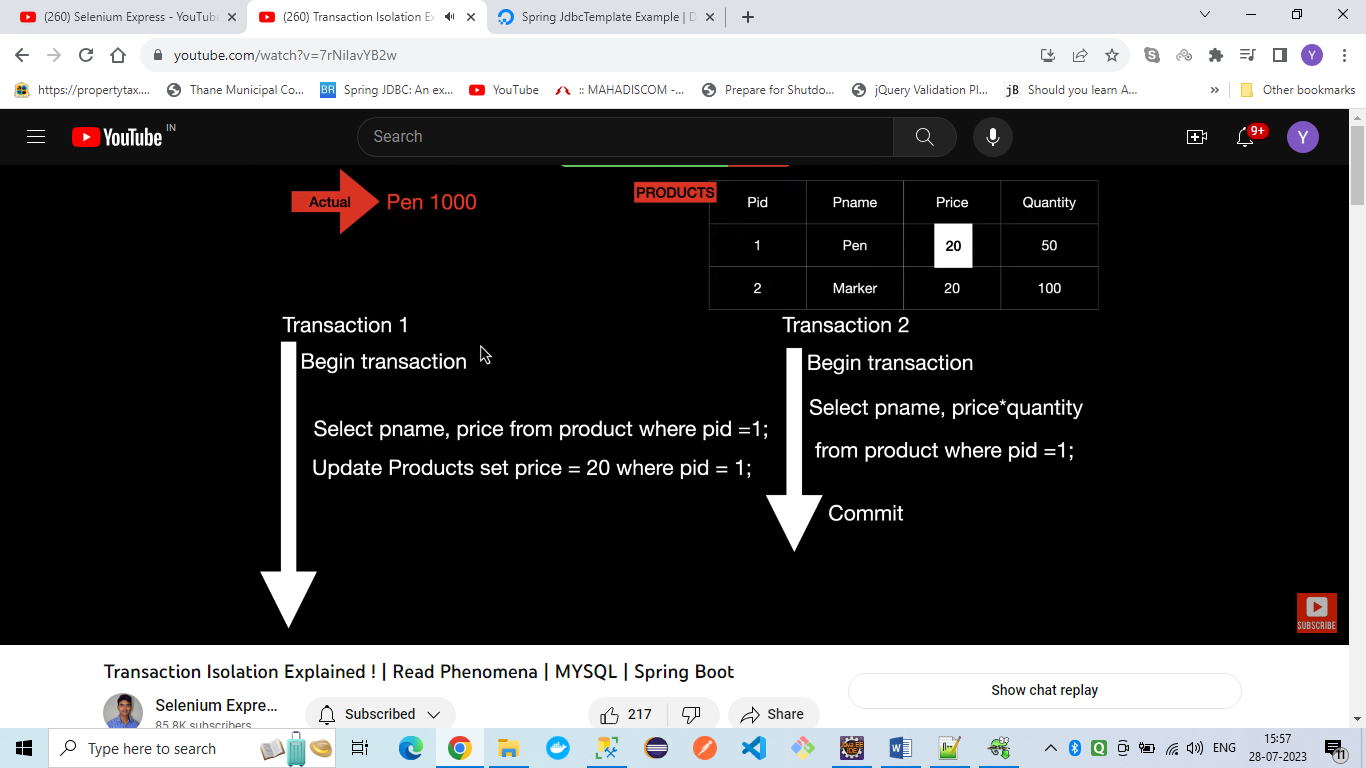 (260) Selenium Express - YouTube
(260) Transaction Isolation Ex
Spring JdbcTemplate Example | D
youtube.com/watch?v=7rNiIavYB2w
Y
https://propertytax....
Thane Municipal Co...
BR
Spring JDBC: An ex...
YouTube
:: MAHADISCOM -...
Prepare for Shutdo...
jQuery Validation Pl...
jB
Should you learn A...
»
Other bookmarks
YouTube IN
Search
9+
Y
Actual
Pen 1000
PRODUCTS
Pid Pname Price Quantity
1 Pen 20 50
2 Marker 20 100
Transaction 1
Begin transaction
Select pname, price from product where pid =1;
Update Products set price = 20 where pid = 1;
Transaction 2
Begin transaction
Select pname, price*quantity
from product where pid =1;
Commit
SUBSCRIBE
Transaction Isolation Explained ! | Read Phenomena | MYSQL | Spring Boot
Selenium Expre...
85.8K subscribers
Subscribed
217
Share
Show chat replay
Type here to search
ENG
15:57
28-07-2023
11